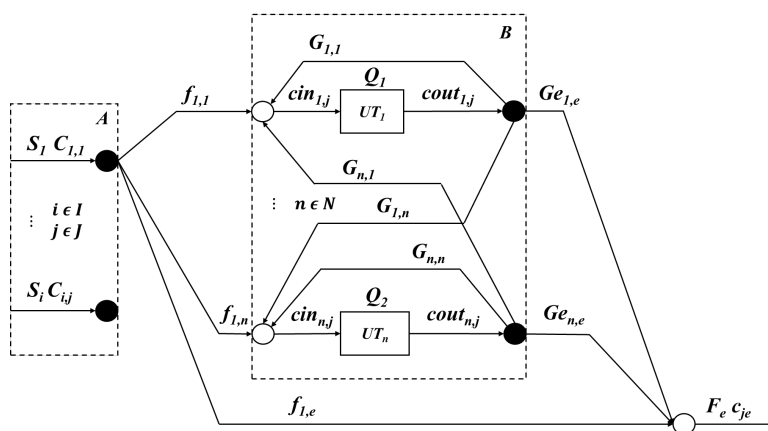 A
S₁ C₁,₁
⋮ i ϵ I
j ϵ J
Sᵢ Cᵢ,ⱼ
f₁,₁
f₁,ₙ
f₁,ₑ
B
G₁,₁
Q₁
cin₁,ⱼ
UT₁
cout₁,ⱼ
Ge₁,ₑ
Gₙ,₁
⋮ n ϵ N
G₁,ₙ
Gₙ,ₙ
Q₂
cinₙ,ⱼ
UTₙ
coutₙ,ⱼ
Geₙ,ₑ
Fₑ cⱼₑ